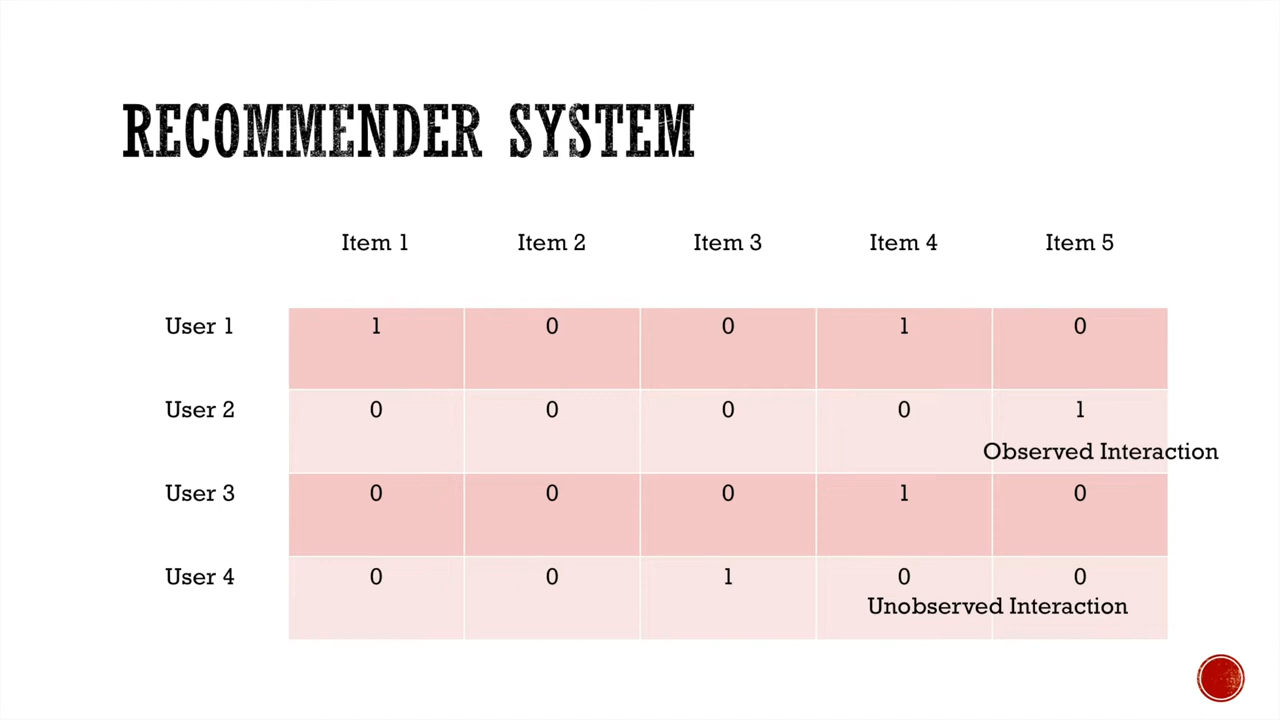 RECOMMENDER SYSTEM
Item 1 Item 2 Item 3 Item 4 Item 5
User 1 1 0 0 1 0
User 2 0 0 0 0 1
Observed Interaction
User 3 0 0 0 1 0
User 4 0 0 1 0 0
Unobserved Interaction